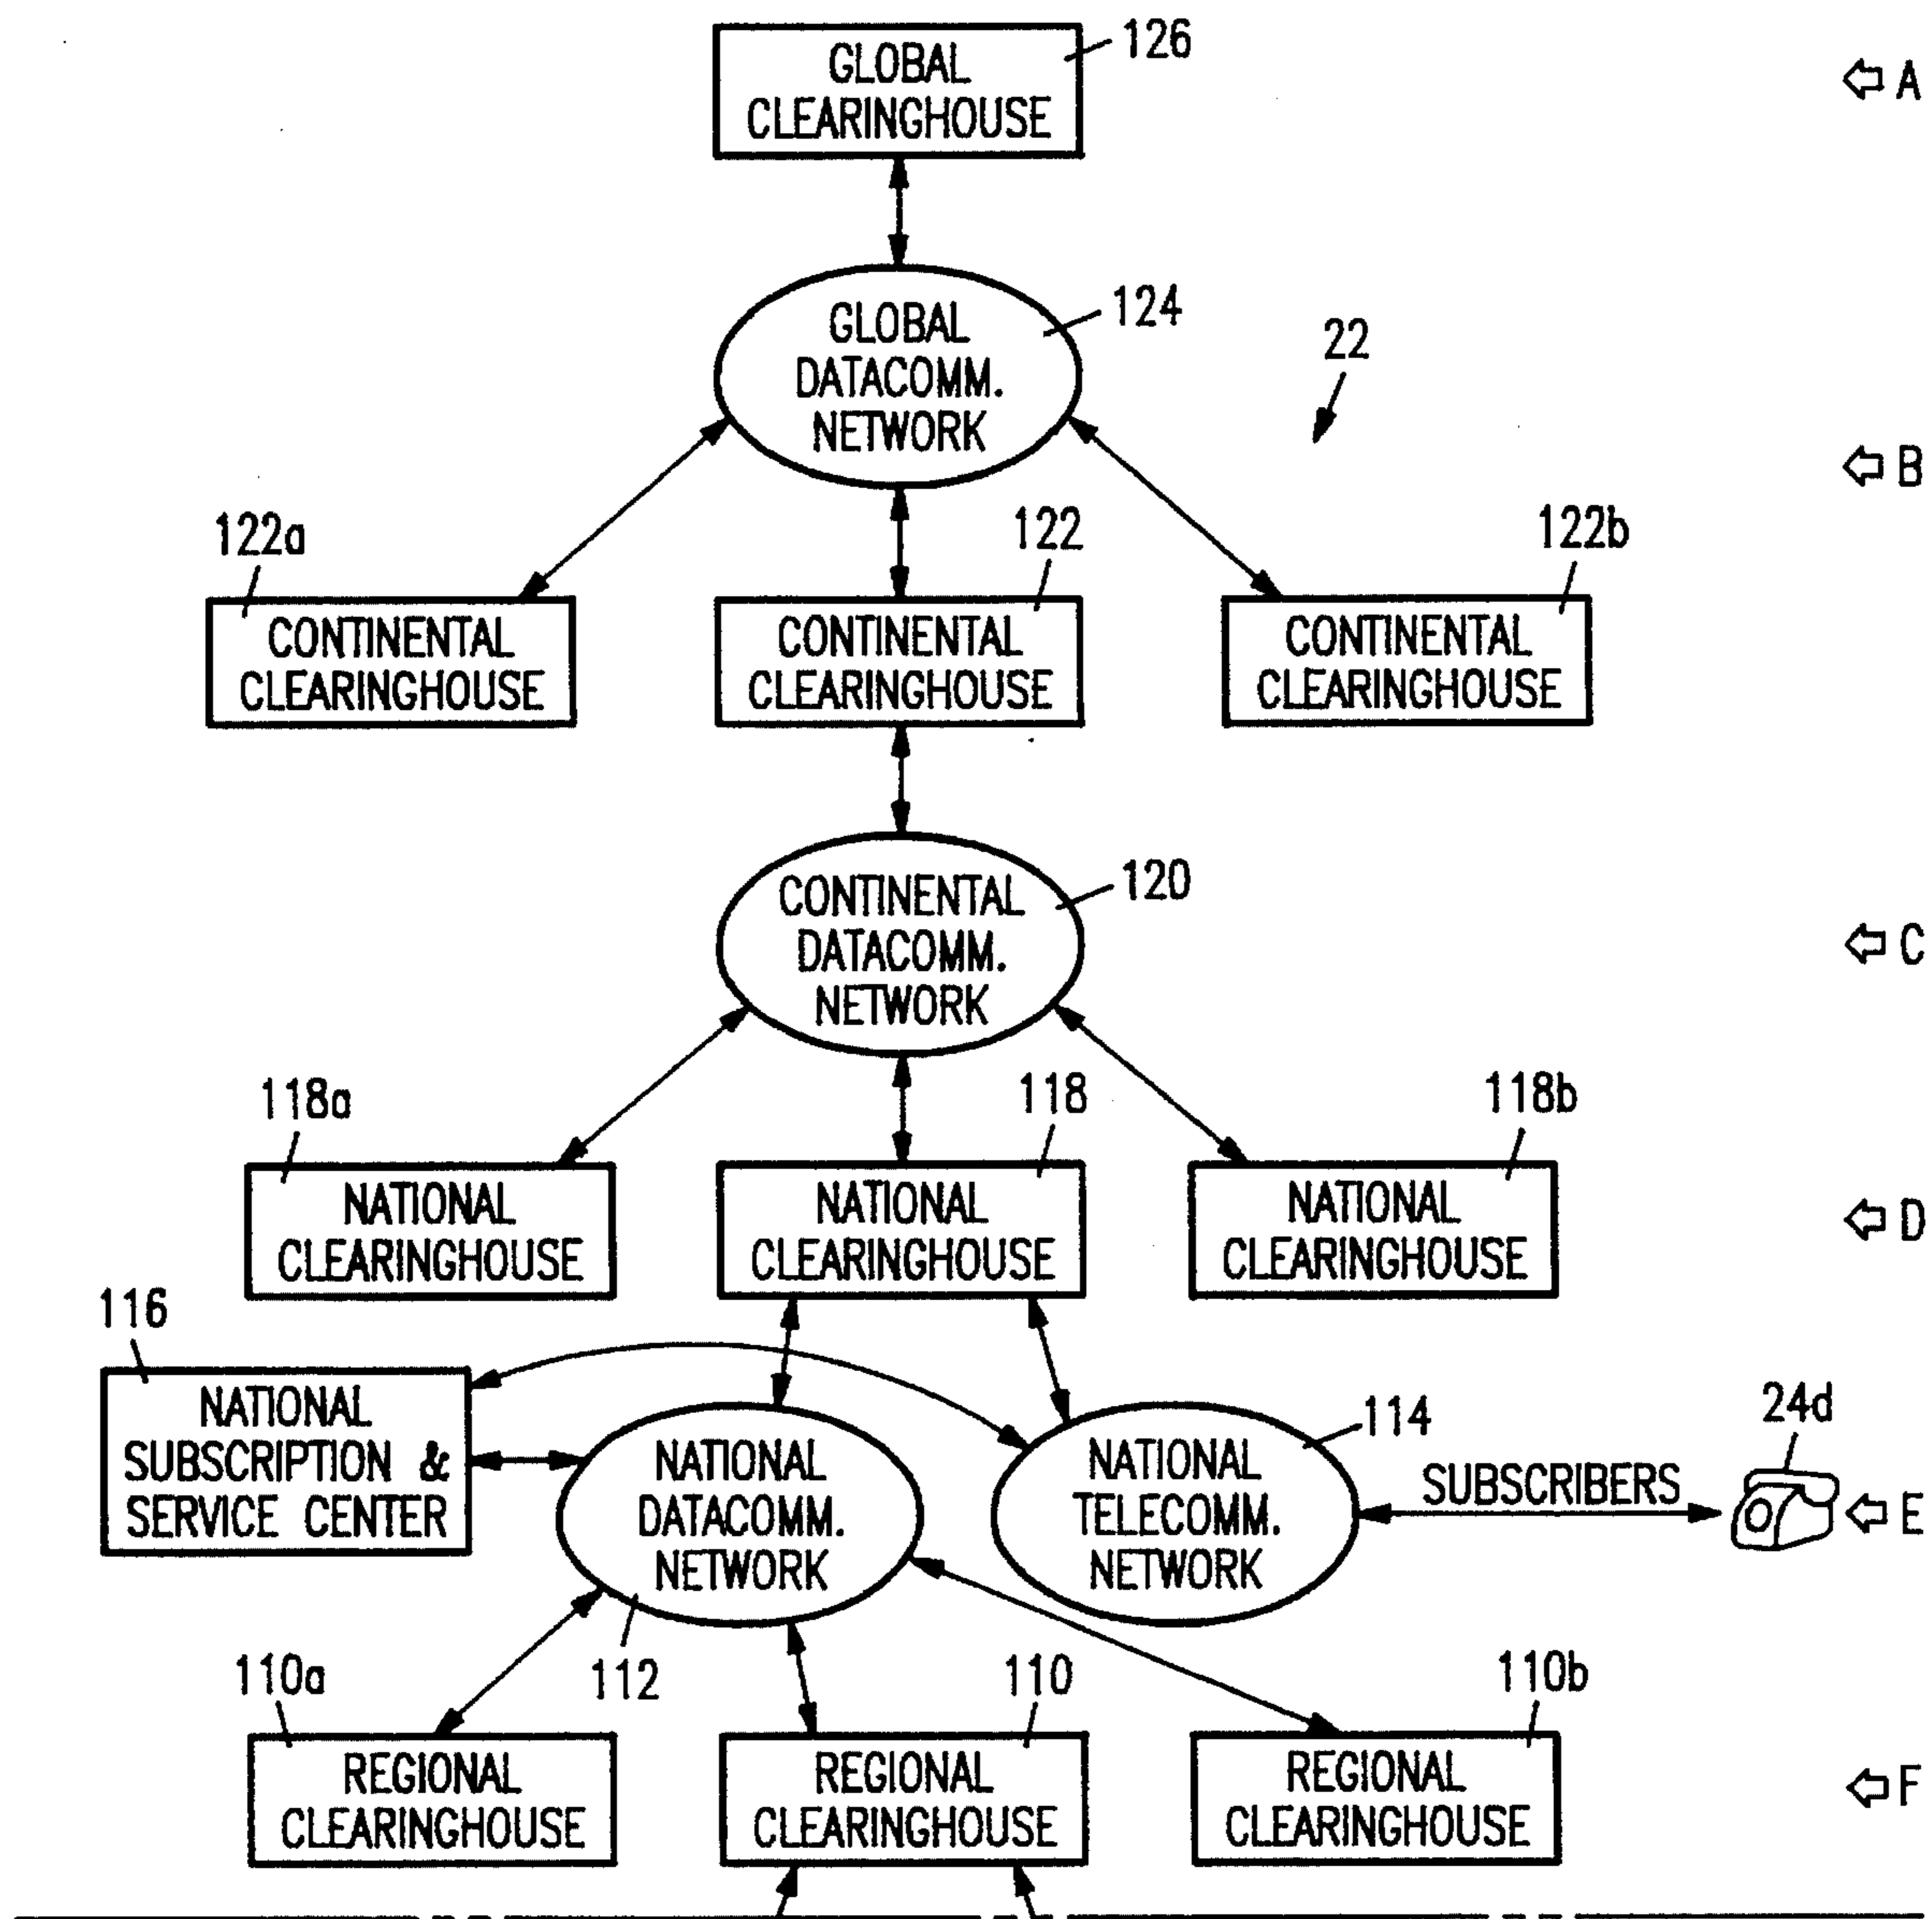 126
GLOBAL
CLEARINGHOUSE
A
124
GLOBAL
DATACOMM.
NETWORK
22
B
122a
122
122b
CONTINENTAL
CLEARINGHOUSE
CONTINENTAL
CLEARINGHOUSE
CONTINENTAL
CLEARINGHOUSE
120
CONTINENTAL
DATACOMM.
NETWORK
C
118a
118
118b
NATIONAL
CLEARINGHOUSE
NATIONAL
CLEARINGHOUSE
NATIONAL
CLEARINGHOUSE
D
116
NATIONAL
SUBSCRIPTION &
SERVICE CENTER
NATIONAL
DATACOMM.
NETWORK
114
NATIONAL
TELECOMM.
NETWORK
SUBSCRIBERS
24d
E
112
110a
110
110b
REGIONAL
CLEARINGHOUSE
REGIONAL
CLEARINGHOUSE
REGIONAL
CLEARINGHOUSE
F